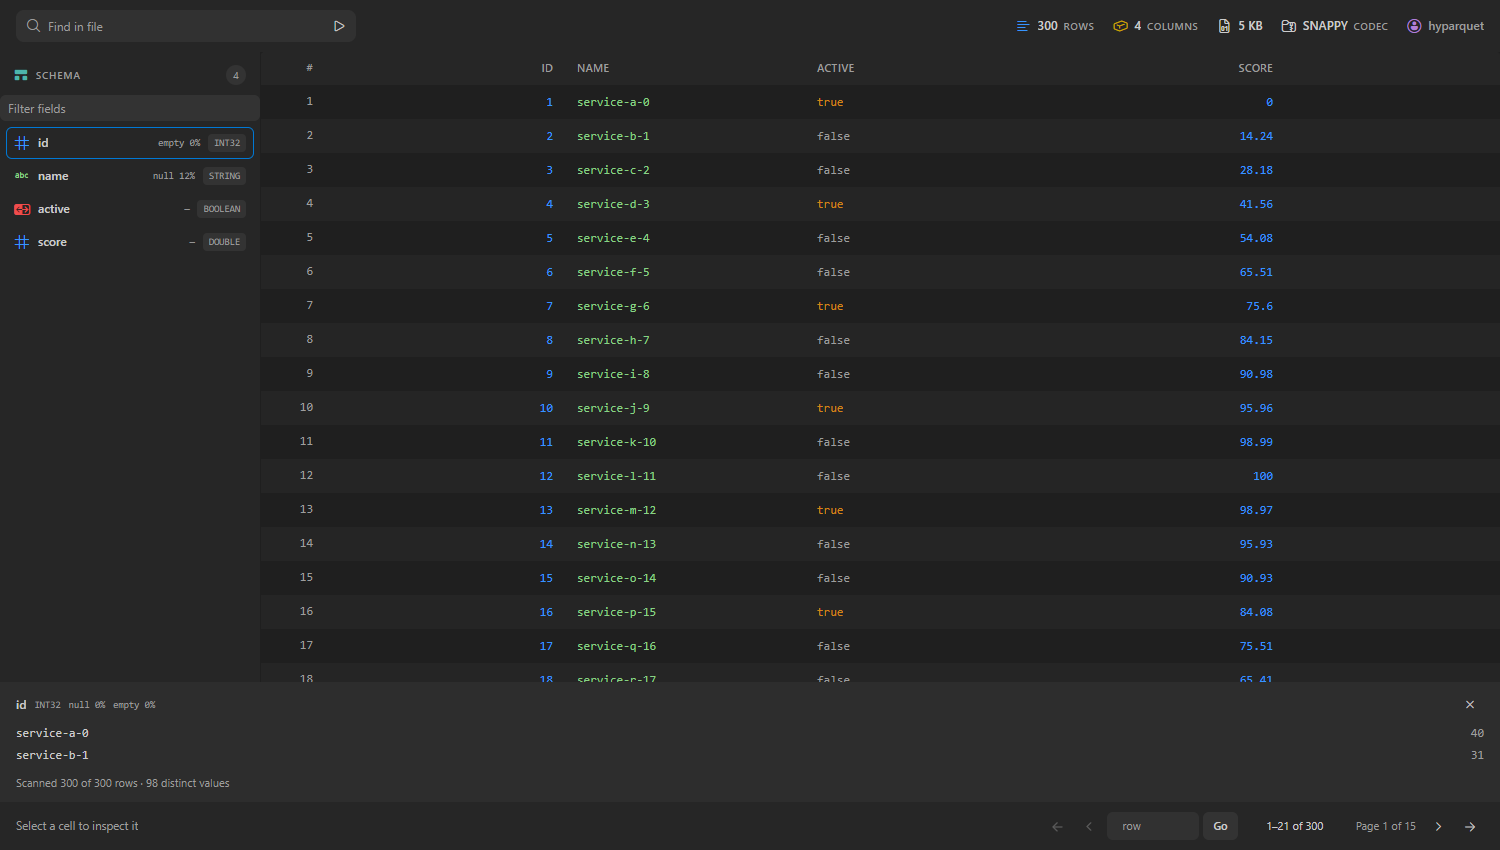 Find in file
300 ROWS 4 COLUMNS 5 KB SNAPPY CODEC hyparquet
SCHEMA 4
Filter fields
id empty 0% INT32
abc name null 12% STRING
active — BOOLEAN
score — DOUBLE
# ID NAME ACTIVE SCORE
1 1 service-a-0 true 0
2 2 service-b-1 false 14.24
3 3 service-c-2 false 28.18
4 4 service-d-3 true 41.56
5 5 service-e-4 false 54.08
6 6 service-f-5 false 65.51
7 7 service-g-6 true 75.6
8 8 service-h-7 false 84.15
9 9 service-i-8 false 90.98
10 10 service-j-9 true 95.96
11 11 service-k-10 false 98.99
12 12 service-l-11 false 100
13 13 service-m-12 true 98.97
14 14 service-n-13 false 95.93
15 15 service-o-14 false 90.93
16 16 service-p-15 true 84.08
17 17 service-q-16 false 75.51
18 18 service-r-17 false 65.41
id INT32 null 0% empty 0%
service-a-0 40
service-b-1 31
Scanned 300 of 300 rows · 98 distinct values
Select a cell to inspect it
row Go 1–21 of 300 Page 1 of 15